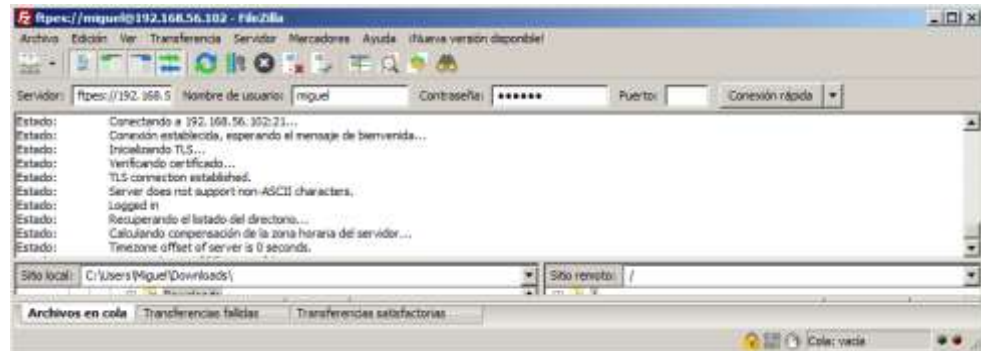 ftpes://miguel@192.168.56.102 - FileZilla
Archivo Edición Ver Transferencia Servidor Marcadores Ayuda ¡Nueva versión disponible!
Servidor: ftpes://192.168.5 Nombre de usuario: miguel Contraseña: ●●●●●● Puerto: Conexión rápida
Estado: Conectando a 192.168.56.102:21...
Estado: Conexión establecida, esperando el mensaje de bienvenida...
Estado: Inicializando TLS...
Estado: Verificando certificado...
Estado: TLS connection established.
Estado: Server does not support non-ASCII characters.
Estado: Logged in
Estado: Recuperando el listado del directorio...
Estado: Calculando compensación de la zona horaria del servidor...
Estado: Timezone offset of server is 0 seconds.
Sitio local: C:\Users\Miguel\Downloads\ Sitio remoto: /
Downloads
Archivos en cola Transferencias fallidas Transferencias satisfactorias
Cola: vacía